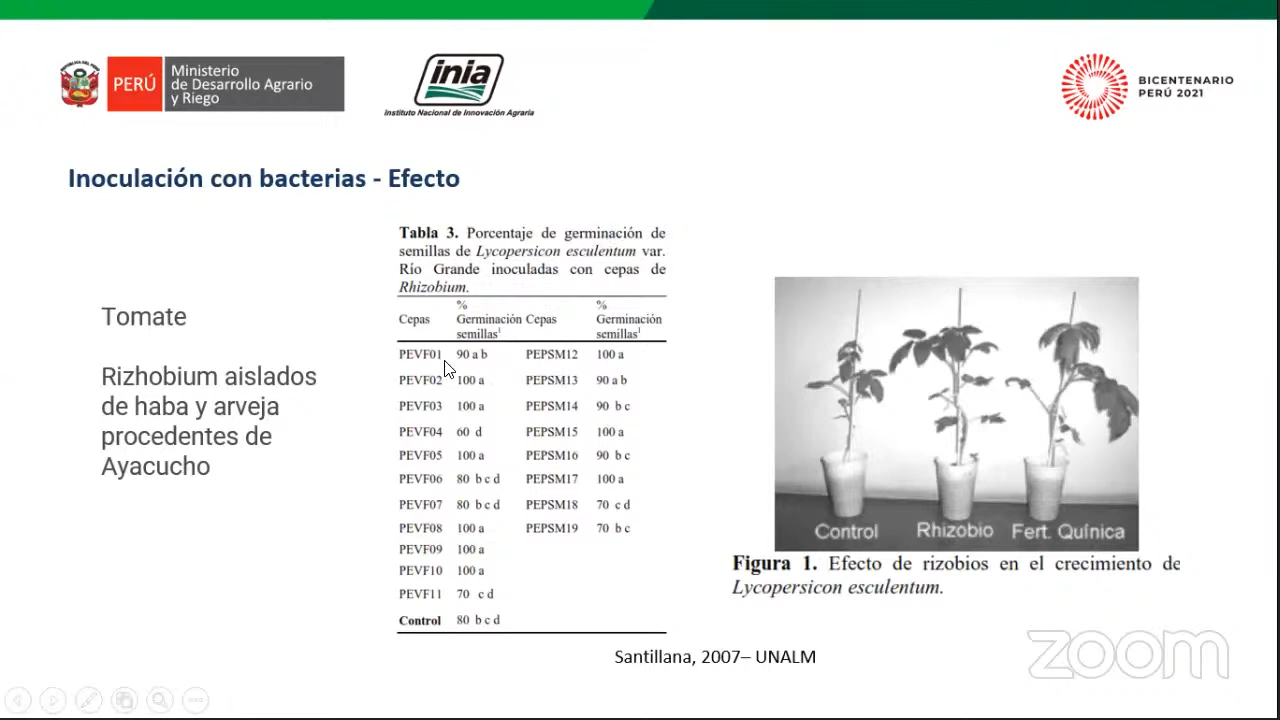 PERÚ
Ministerio
de Desarrollo Agrario
y Riego
inia
Instituto Nacional de Innovación Agraria
BICENTENARIO
PERÚ 2021
Inoculación con bacterias - Efecto
Tomate
Rizhobium aislados
de haba y arveja
procedentes de
Ayacucho
Tabla 3. Porcentaje de germinación de
semillas de Lycopersicon esculentum var.
Río Grande inoculadas con cepas de
Rhizobium.
Cepas % Germinación semillas¹ Cepas % Germinación semillas¹
PEVF01 90 a b PEPSM12 100 a
PEVF02 100 a PEPSM13 90 a b
PEVF03 100 a PEPSM14 90 b c
PEVF04 60 d PEPSM15 100 a
PEVF05 100 a PEPSM16 90 b c
PEVF06 80 b c d PEPSM17 100 a
PEVF07 80 b c d PEPSM18 70 c d
PEVF08 100 a PEPSM19 70 b c
PEVF09 100 a
PEVF10 100 a
PEVF11 70 c d
Control 80 b c d
Control Rhizobio Fert. Química
Figura 1. Efecto de rizobios en el crecimiento de
Lycopersicon esculentum.
Santillana, 2007– UNALM
zoom